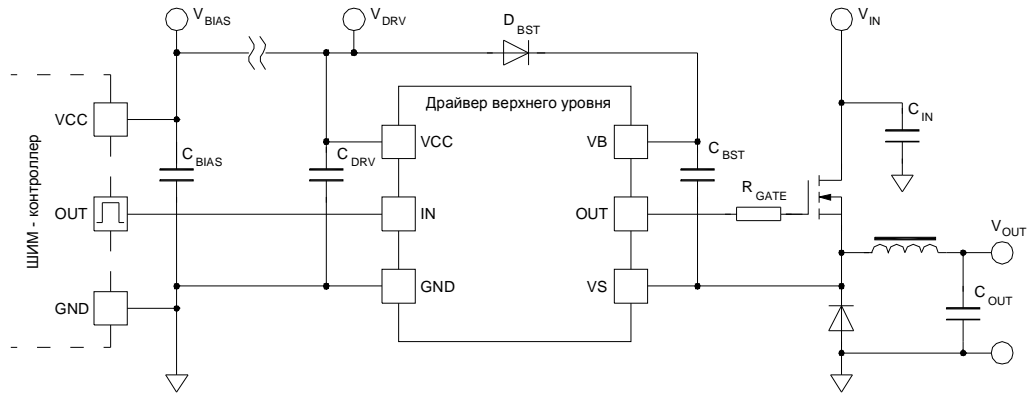 V_BIAS
V_DRV
D_BST
V_IN
Драйвер верхнего уровня
ШИМ - контроллер
VCC
C_BIAS
C_DRV
VCC
VB
C_BST
C_IN
R_GATE
OUT
IN
OUT
V_OUT
GND
GND
VS
C_OUT